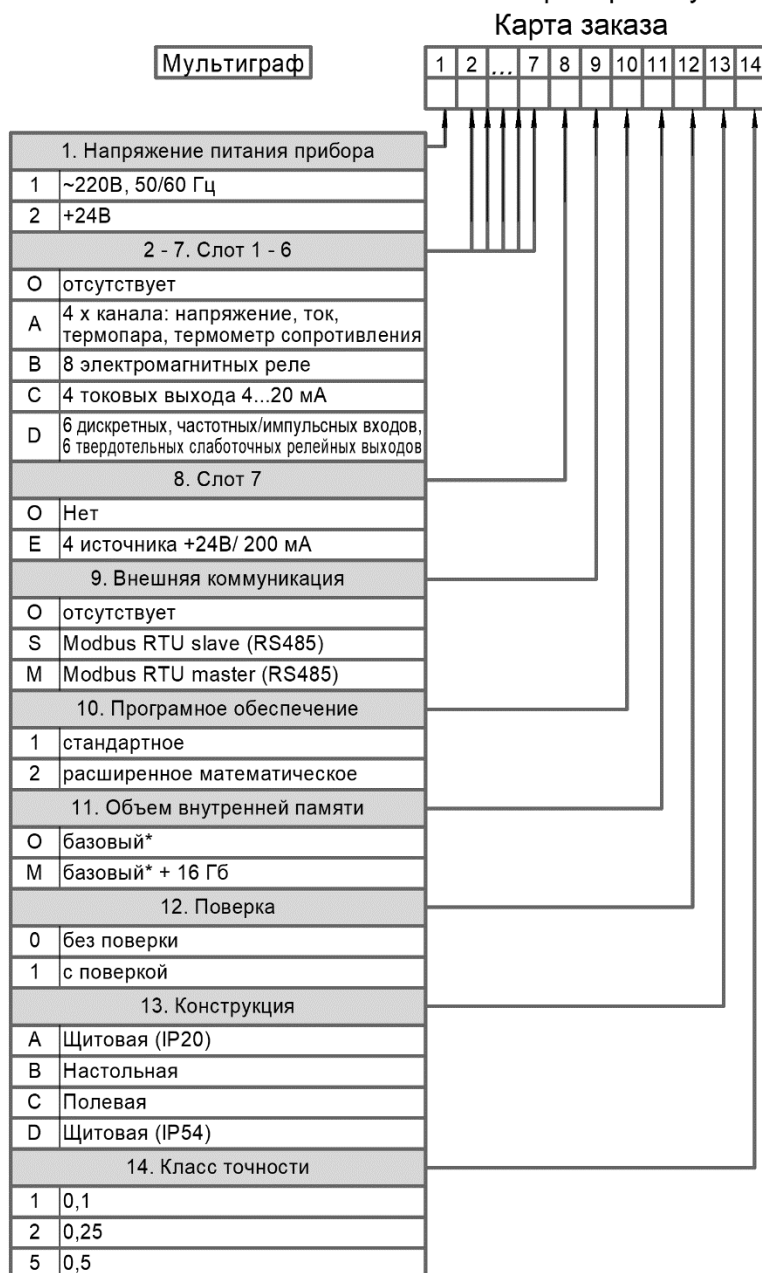 Карта заказа
Мультиграф
1 2 ... 7 8 9 10 11 12 13 14
1. Напряжение питания прибора
1 ~220В, 50/60 Гц
2 +24В
2 - 7. Слот 1 - 6
О отсутствует
А 4 х канала: напряжение, ток,
термопара, термометр сопротивления
В 8 электромагнитных реле
С 4 токовых выхода 4...20 мА
D 6 дискретных, частотных/импульсных входов,
6 твердотельных слаботочных релейных выходов
8. Слот 7
О Нет
Е 4 источника +24В/ 200 мА
9. Внешняя коммуникация
О отсутствует
S Modbus RTU slave (RS485)
M Modbus RTU master (RS485)
10. Програмное обеспечение
1 стандартное
2 расширенное математическое
11. Объем внутренней памяти
О базовый*
М базовый* + 16 Гб
12. Поверка
0 без поверки
1 с поверкой
13. Конструкция
А Щитовая (IP20)
В Настольная
С Полевая
D Щитовая (IP54)
14. Класс точности
1 0,1
2 0,25
5 0,5